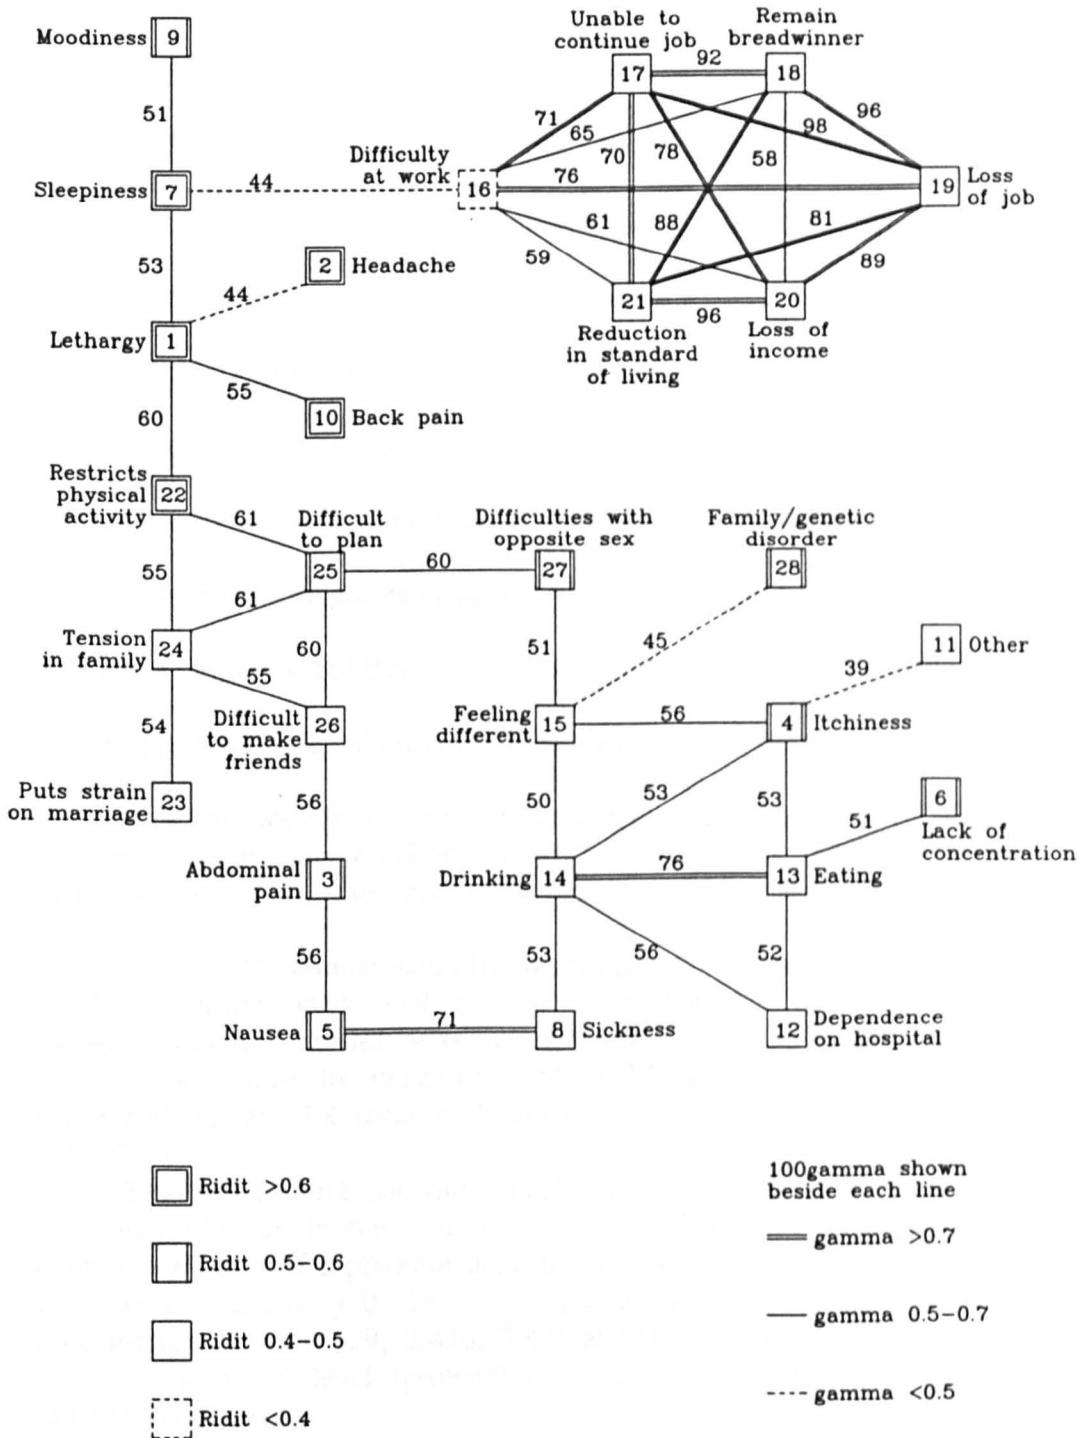 Unable to
continue job
Remain
breadwinner
Moodiness 9
17
92
18
51
71
65
70
78
58
98
96
Difficulty
at work
Sleepiness 7
44
16
76
19
Loss
of job
53
61
88
81
59
89
2 Headache
44
21
96
20
Lethargy 1
Reduction
in standard
of living
Loss of
income
55
60
10 Back pain
Restricts
physical
activity
22
61
Difficult
to plan
Difficulties with
opposite sex
Family/genetic
disorder
25
60
27
28
55
61
Tension
in family
24
60
51
45
11 Other
55
39
54
Difficult
to make
friends
26
Feeling
different
15
56
4 Itchiness
Puts strain
on marriage
23
56
50
53
53
51
6
Lack of
concentration
Abdominal
pain
3
Drinking 14
76
13 Eating
56
53
56
52
Nausea 5
71
8 Sickness
12
Dependence
on hospital
Ridit >0.6
Ridit 0.5-0.6
Ridit 0.4-0.5
Ridit <0.4
100gamma shown
beside each line
gamma >0.7
gamma 0.5-0.7
gamma <0.5